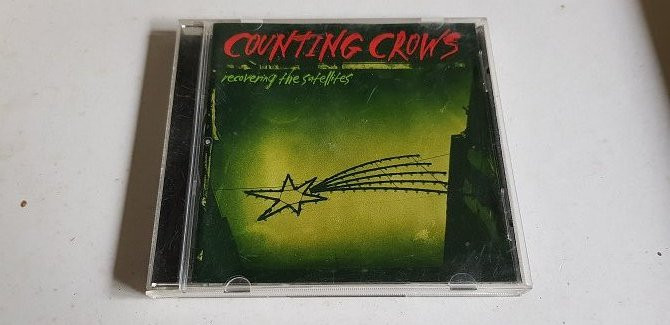 COUNTING CROWS
recovering the satellites